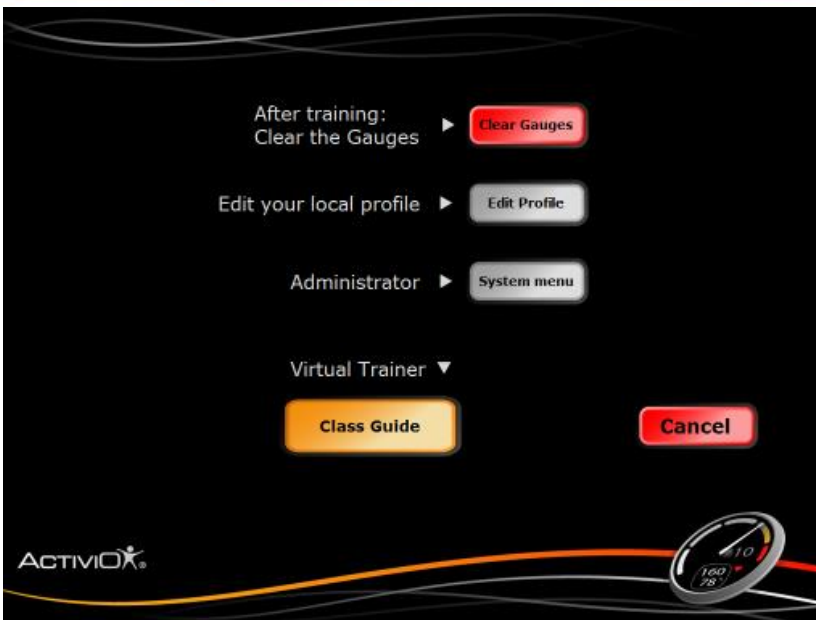 After training:
Clear the Gauges
Clear Gauges
Edit your local profile
Edit Profile
Administrator
System menu
Virtual Trainer
Class Guide
Cancel
ACTIVIO
10
160
78